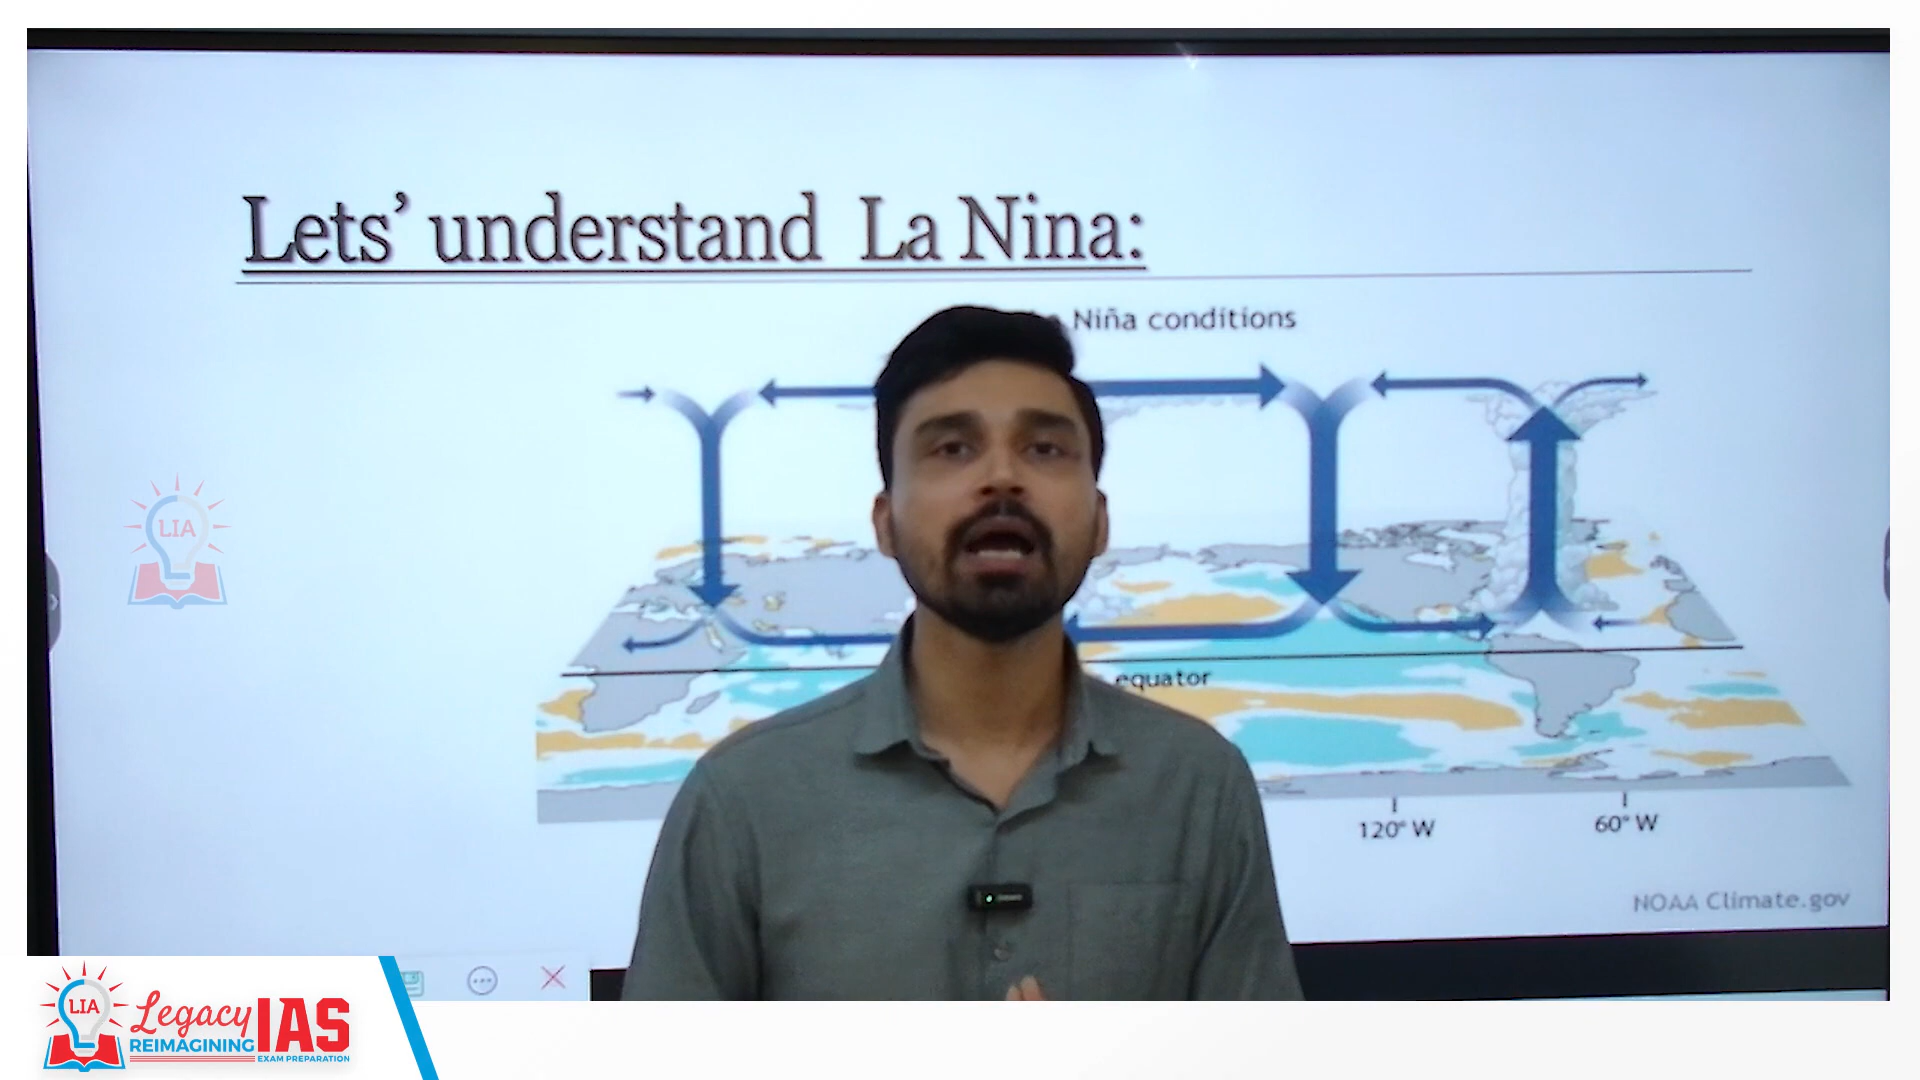 Lets’ understand La Nina:
Niña conditions
LIA
equator
120° W
60° W
NOAA Climate.gov
LIA
Legacy IAS
REIMAGINING
EXAM PREPARATION